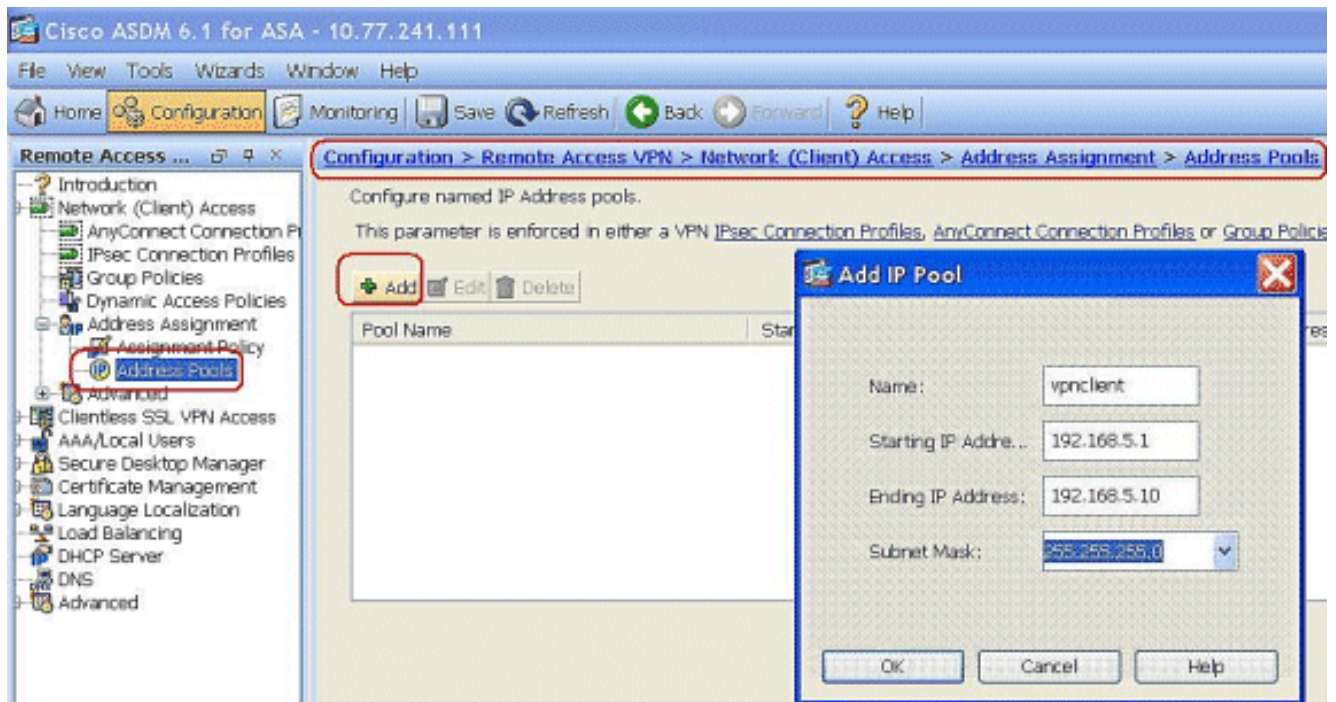 Cisco ASDM 6.1 for ASA - 10.77.241.111
File View Tools Wizards Window Help
Home Configuration Monitoring Save Refresh Back Forward Help
Remote Access ...
Configuration > Remote Access VPN > Network (Client) Access > Address Assignment > Address Pools
Introduction
Network (Client) Access
AnyConnect Connection P
IPsec Connection Profiles
Group Policies
Dynamic Access Policies
Address Assignment
Assignment Policy
IP Address Pools
Advanced
Clientless SSL VPN Access
AAA/Local Users
Secure Desktop Manager
Certificate Management
Language Localization
Load Balancing
DHCP Server
DNS
Advanced
Configure named IP Address pools.
This parameter is enforced in either a VPN IPsec Connection Profiles, AnyConnect Connection Profiles or Group Policie
Add Edit Delete
Pool Name Star
Add IP Pool
Name: vpnclient
Starting IP Addre... 192.168.5.1
Ending IP Address: 192.168.5.10
Subnet Mask: 255.255.255.0
OK Cancel Help